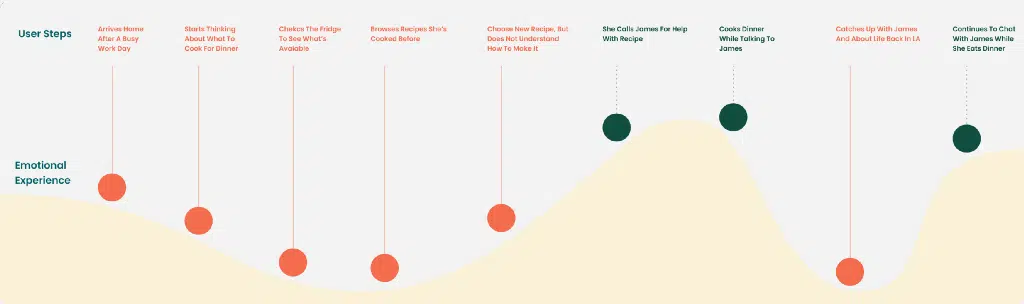 User Steps
Arrives Home
After A Busy
Work Day
Starts Thinking
About What To
Cook For Dinner
Chekcs The Fridge
To See What's
Avaiable
Browses Recipes She's
Cooked Before
Choose New Recipe, But
Does Not Understand
How To Make It
She Calls James For Help
With Recipe
Cooks Dinner
While Talking To
James
Catches Up With James
And About Life Back In LA
Continues To Chat
With James While
She Eats Dinner
Emotional
Experience